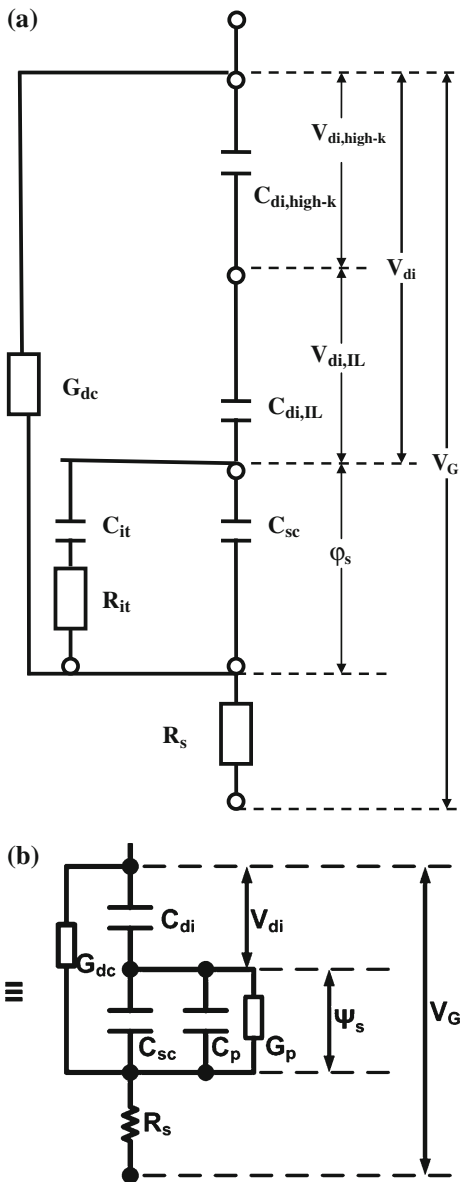 (a)
V_di,high-k
C_di,high-k
V_di
G_dc
V_di,IL
C_di,IL
V_G
C_it
C_sc
φ_s
R_it
R_s
(b)
C_di
V_di
G_dc
≡
V_G
C_sc
C_p
G_p
Ψ_s
R_s